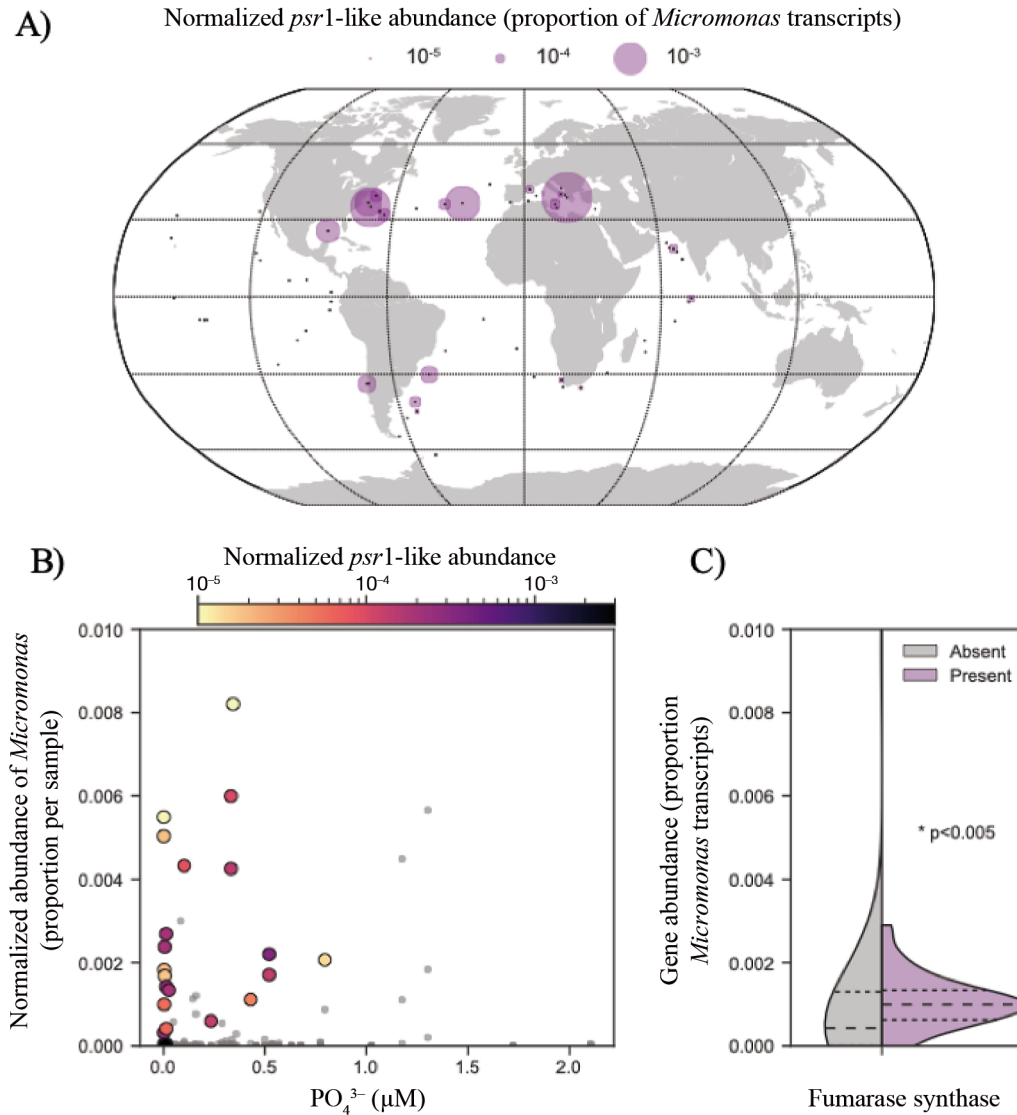 A)
Normalized psr1-like abundance (proportion of Micromonas transcripts)
10⁻⁵ 10⁻⁴ 10⁻³
B)
Normalized psr1-like abundance
10⁻⁵ 10⁻⁴ 10⁻³
Normalized abundance of Micromonas
(proportion per sample)
0.010
0.008
0.006
0.004
0.002
0.000
0.0 0.5 1.0 1.5 2.0
PO₄³⁻ (µM)
C)
Gene abundance (proportion
Micromonas transcripts)
0.010
0.008
0.006
0.004
0.002
0.000
Absent
Present
* p<0.005
Fumarase synthase